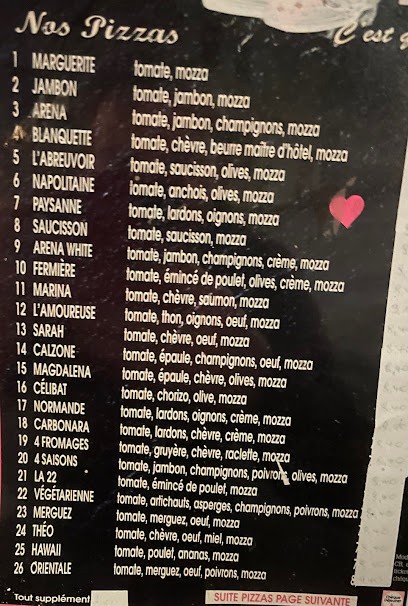 Nos Pizzas
C'est
1 MARGUERITE tomate, mozza
2 JAMBON tomate, jambon, mozza
3 ARENA tomate, jambon, champignons, mozza
4 BLANQUETTE tomate, chèvre, beurre maître d'hôtel, mozza
5 L'ABREUVOIR tomate, saucisson, olives, mozza
6 NAPOLITAINE tomate, anchois, olives, mozza
7 PAYSANNE tomate, lardons, oignons, mozza
8 SAUCISSON tomate, saucisson, mozza
9 ARENA WHITE tomate, jambon, champignons, crème, mozza
10 FERMIÈRE tomate, émincé de poulet, olives, crème, mozza
11 MARINA tomate, chèvre, saumon, mozza
12 L'AMOUREUSE tomate, thon, oignons, oeuf, mozza
13 SARAH tomate, chèvre, oeuf, mozza
14 CALZONE tomate, épaule, champignons, oeuf, mozza
15 MAGDALENA tomate, épaule, chèvre, olives, mozza
16 CÉLIBAT tomate, chorizo, olive, mozza
17 NORMANDE tomate, lardons, oignons, crème, mozza
18 CARBONARA tomate, lardons, chèvre, crème, mozza
19 4 FROMAGES tomate, gruyère, chèvre, raclette, mozza
20 4 SAISONS tomate, jambon, champignons, poivrons, olives, mozza
21 LA 22 tomate, émincé de poulet, mozza
22 VÉGÉTARIENNE tomate, artichauts, asperges, champignons, poivrons, mozza
23 MERGUEZ tomate, merguez, oeuf, mozza
24 THÉO tomate, chèvre, oeuf, miel, mozza
25 HAWAII tomate, poulet, ananas, mozza
26 ORIENTALE tomate, merguez, oeuf, poivrons, mozza
Tout supplément
SUITE PIZZAS PAGE SUIVANTE